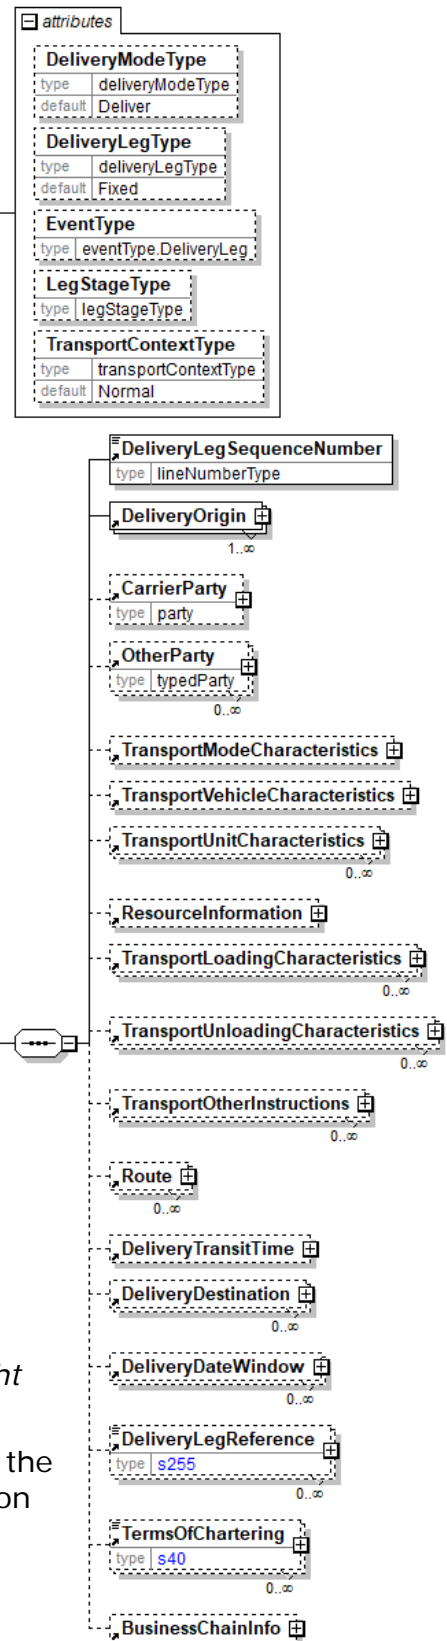 attributes
DeliveryModeType
type deliveryModeType
default Deliver
DeliveryLegType
type deliveryLegType
default Fixed
EventType
type eventType.DeliveryLeg
LegStageType
type legStageType
TransportContextType
type transportContextType
default Normal
DeliveryLegSequenceNumber
type lineNumberType
DeliveryOrigin
1..∞
CarrierParty
type party
OtherParty
type typedParty
0..∞
TransportModeCharacteristics
TransportVehicleCharacteristics
TransportUnitCharacteristics
0..∞
ResourceInformation
TransportLoadingCharacteristics
0..∞
TransportUnloadingCharacteristics
0..∞
TransportOtherInstructions
0..∞
Route
0..∞
DeliveryTransitTime
DeliveryDestination
0..∞
DeliveryDateWindow
ht
0..∞
DeliveryLegReference
the
type s255
on
0..∞
TermsOfChartering
type s40
0..∞
BusinessChainInfo